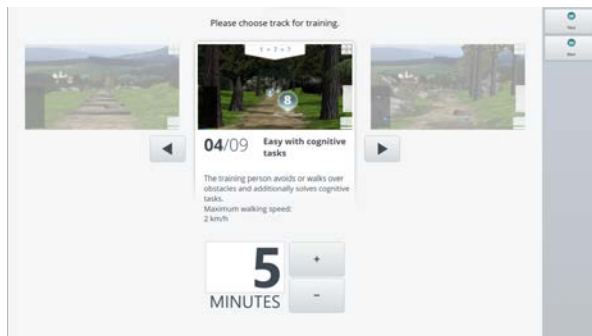 Please choose track for training.
1 + 7 = ?
8
04/09 Easy with cognitive
tasks
The training person avoids or walks over
obstacles and additionally solves cognitive
tasks.
Maximum walking speed:
2 km/h
5
+
MINUTES
−